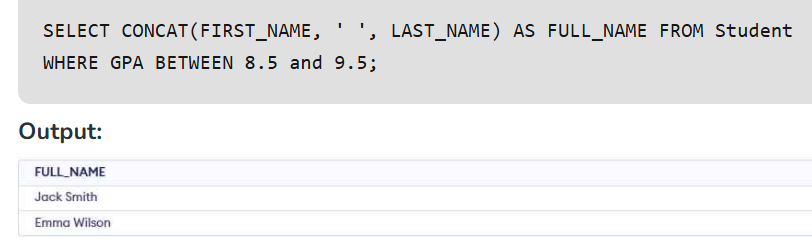 SELECT CONCAT(FIRST_NAME, ' ', LAST_NAME) AS FULL_NAME FROM Student
WHERE GPA BETWEEN 8.5 and 9.5;
Output:
FULL_NAME
Jack Smith
Emma Wilson